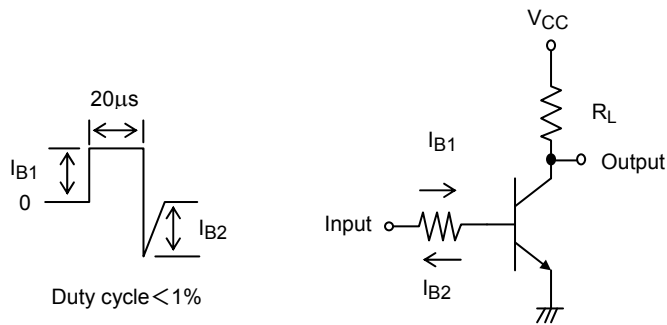 20μs
IB1
0
IB2
Duty cycle<1%
VCC
RL
IB1
Output
Input
IB2